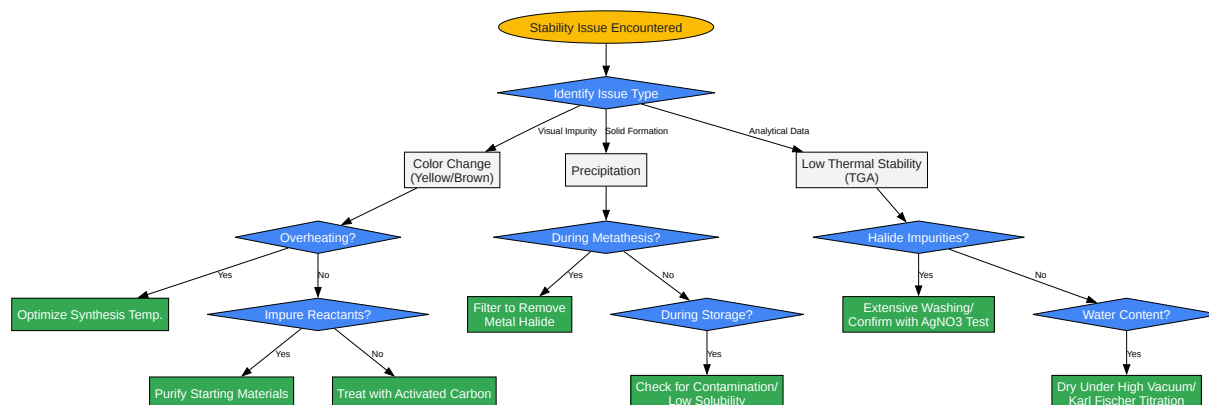 Stability Issue Encountered
Identify Issue Type
Visual Impurity
Solid Formation
Analytical Data
Color Change
(Yellow/Brown)
Precipitation
Low Thermal Stability
(TGA)
Overheating?
During Metathesis?
Halide Impurities?
Yes
No
Yes
No
Yes
No
Optimize Synthesis Temp.
Impure Reactants?
Filter to Remove
Metal Halide
During Storage?
Extensive Washing/
Confirm with AgNO3 Test
Water Content?
Yes
No
Yes
Yes
Purify Starting Materials
Treat with Activated Carbon
Check for Contamination/
Low Solubility
Dry Under High Vacuum/
Karl Fischer Titration